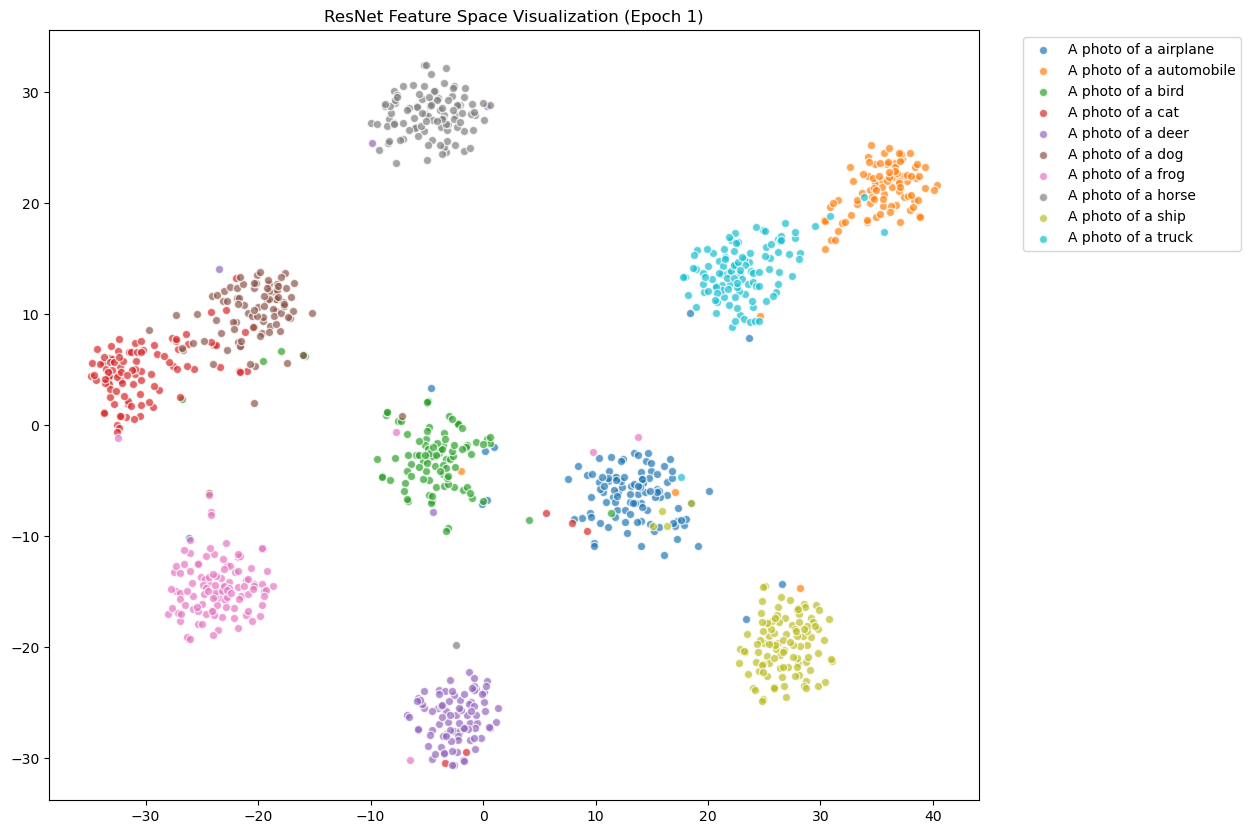 ResNet Feature Space Visualization (Epoch 1)
A photo of a airplane
A photo of a automobile
A photo of a bird
A photo of a cat
A photo of a deer
A photo of a dog
A photo of a frog
A photo of a horse
A photo of a ship
A photo of a truck
30
20
10
0
−10
−20
−30
−30 −20 −10 0 10 20 30 40